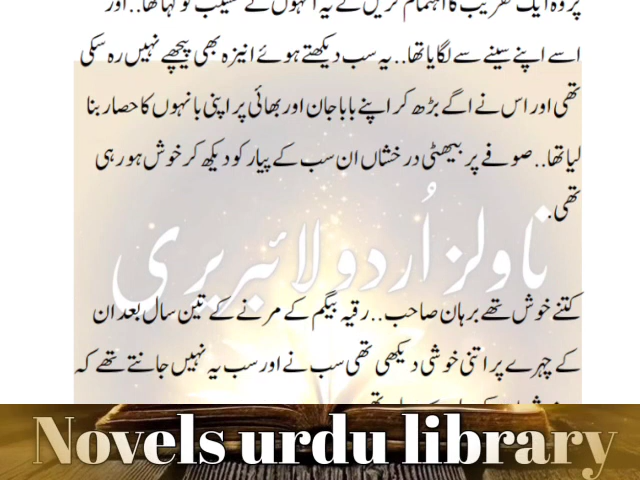 پر وہ ایک تقریب کا اہتمام کریں گے یہ انہوں نے کہا تھا.. اور
اسے اپنے سینے سے لگایا تھا.. یہ سب دیکھتے ہوئے انیزہ بھی پیچھے نہیں رہ سکی
تھی اور اس نے اگے بڑھ کر اپنے بابا جان اور بھائی پر اپنی بانہوں کا حصار بنا
لیا تھا.. صوفے پر بیھٹی درخشاں ان سب کے پیار کو دیکھ کر خوش ہو رہی
تھی.
ناولز اُردو لائبریری
کتنے خوش تھے برہان صاحب.. رقیہ بیگم کے مرنے کے تین سال بعد ان
کے چہرے پر اتنی خوشی دیکھی تھی سب نے اور سب یہ نہیں جانتے تھے کہ
Novels urdu library